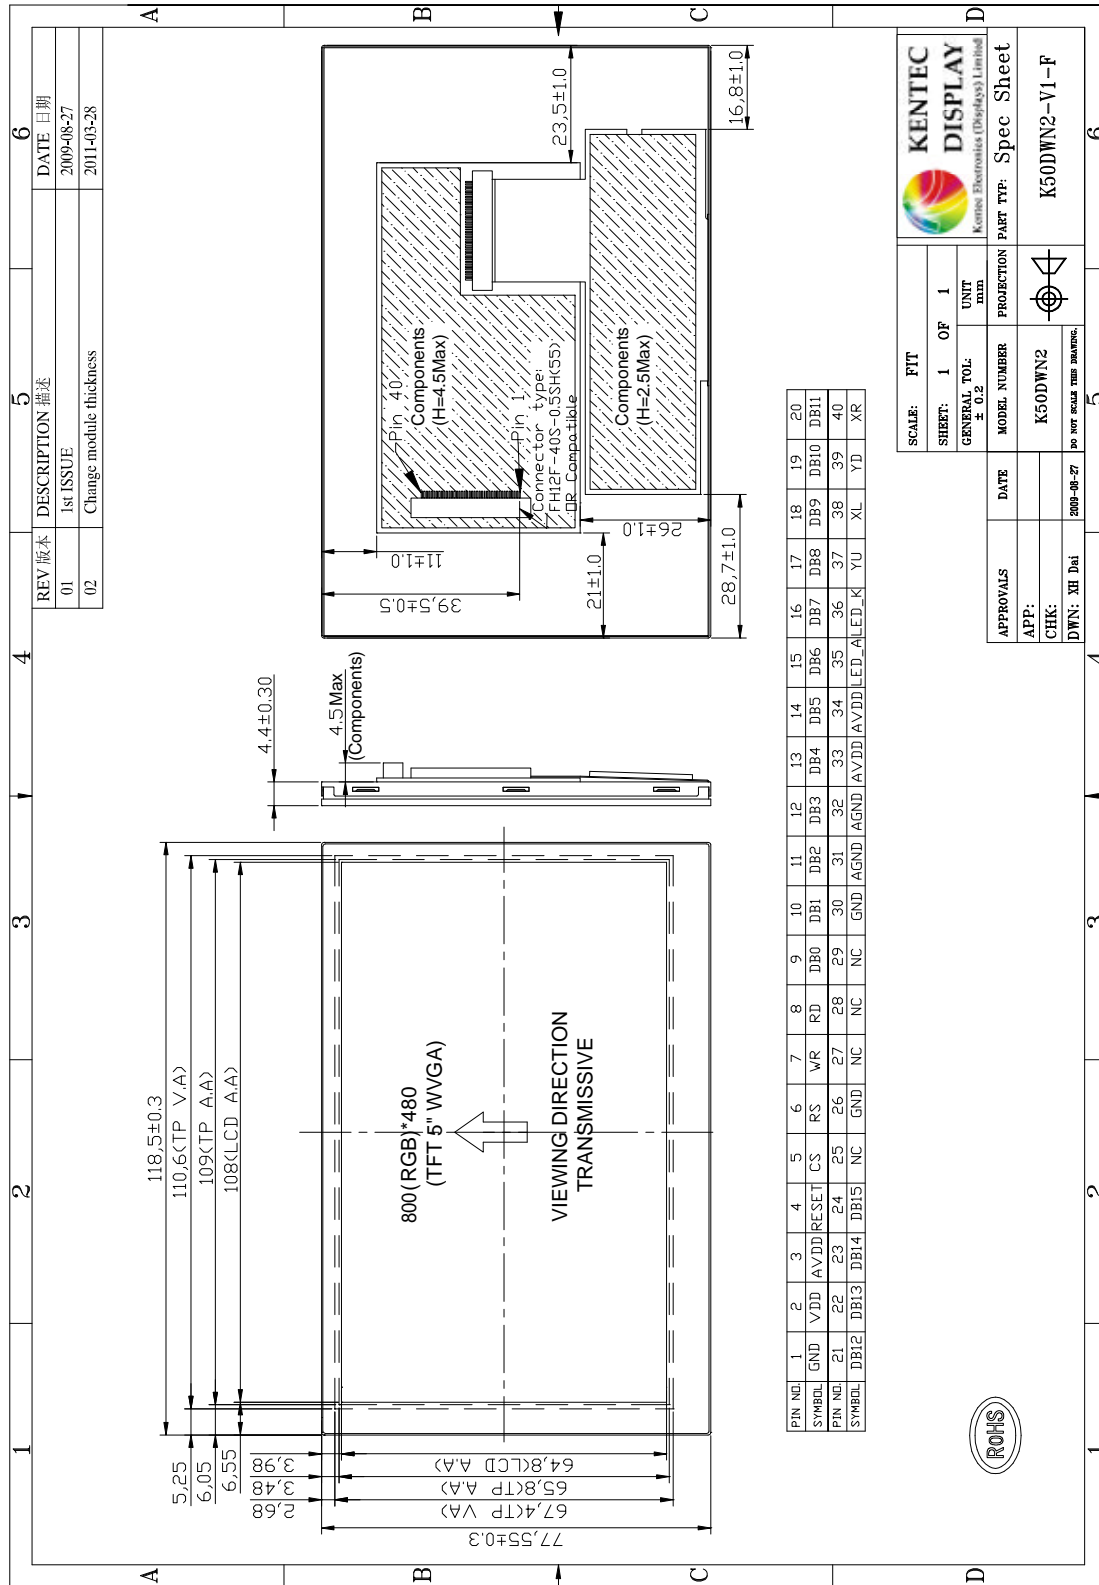 1
2
3
4
5
6
A
B
C
D
REV 版本 DESCRIPTION 描述 DATE 日期
01 1st ISSUE 2009-08-27
02 Change module thickness 2011-03-28
118,5±0.3
110,6(TP V.A)
109(TP A.A)
108(LCD A.A)
5,25
6,05
6,55
77,55±0.3
67,4(TP VA)
65,8(TP A.A)
64,8(LCD A.A)
2,68
3,48
3,98
800(RGB)*480
(TFT 5" WVGA)
VIEWING DIRECTION
TRANSMISSIVE
4.4±0.30
4.5Max
(Components)
39,5±0.5
11±1.0
21±1.0
28,7±1.0
26±1.0
23,5±1.0
16,8±1.0
Pin 40
Components
(H=4.5Max)
Pin 1
Connector type:
FH12F-40S-0.5SH(55)
OR Compatible
Components
(H=2.5Max)
PIN NO. 1 2 3 4 5 6 7 8 9 10 11 12 13 14 15 16 17 18 19 20
SYMBOL GND VDD AVDD RESET CS RS WR RD DB0 DB1 DB2 DB3 DB4 DB5 DB6 DB7 DB8 DB9 DB10 DB11
PIN NO. 21 22 23 24 25 26 27 28 29 30 31 32 33 34 35 36 37 38 39 40
SYMBOL DB12 DB13 DB14 DB15 NC GND NC NC NC GND AGND AGND AVDD AVDD LED_A LED_K YU XL YD XR
RoHS
SCALE: FIT
SHEET: 1 OF 1
GENERAL TOL: ± 0.2
UNIT mm
KENTEC
DISPLAY
Kentec Electronics (Displays) Limited
APPROVALS DATE MODEL NUMBER PROJECTION PART TYP: Spec Sheet
APP:
CHK:
DWN: XH Dai 2009-08-27
K50DWN2
DO NOT SCALE THIS DRAWING.
K50DWN2-V1-F
1
2
3
4
5
6
A
B
C
D